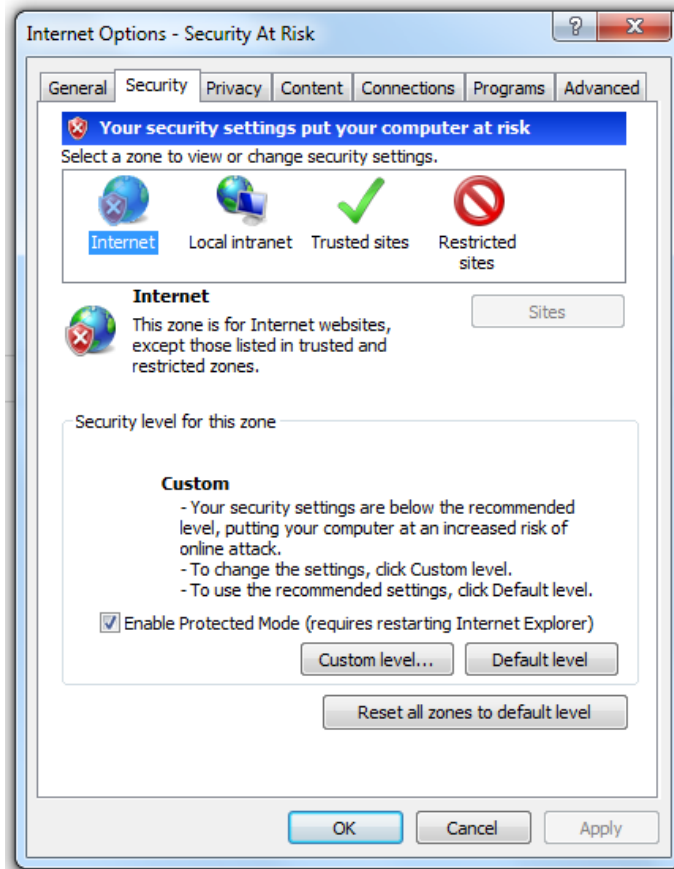 Internet Options - Security At Risk
General Security Privacy Content Connections Programs Advanced
Your security settings put your computer at risk
Select a zone to view or change security settings.
Internet Local intranet Trusted sites Restricted
sites
Internet
Sites
This zone is for Internet websites,
except those listed in trusted and
restricted zones.
Security level for this zone
Custom
- Your security settings are below the recommended
level, putting your computer at an increased risk of
online attack.
- To change the settings, click Custom level.
- To use the recommended settings, click Default level.
Enable Protected Mode (requires restarting Internet Explorer)
Custom level... Default level
Reset all zones to default level
OK Cancel Apply